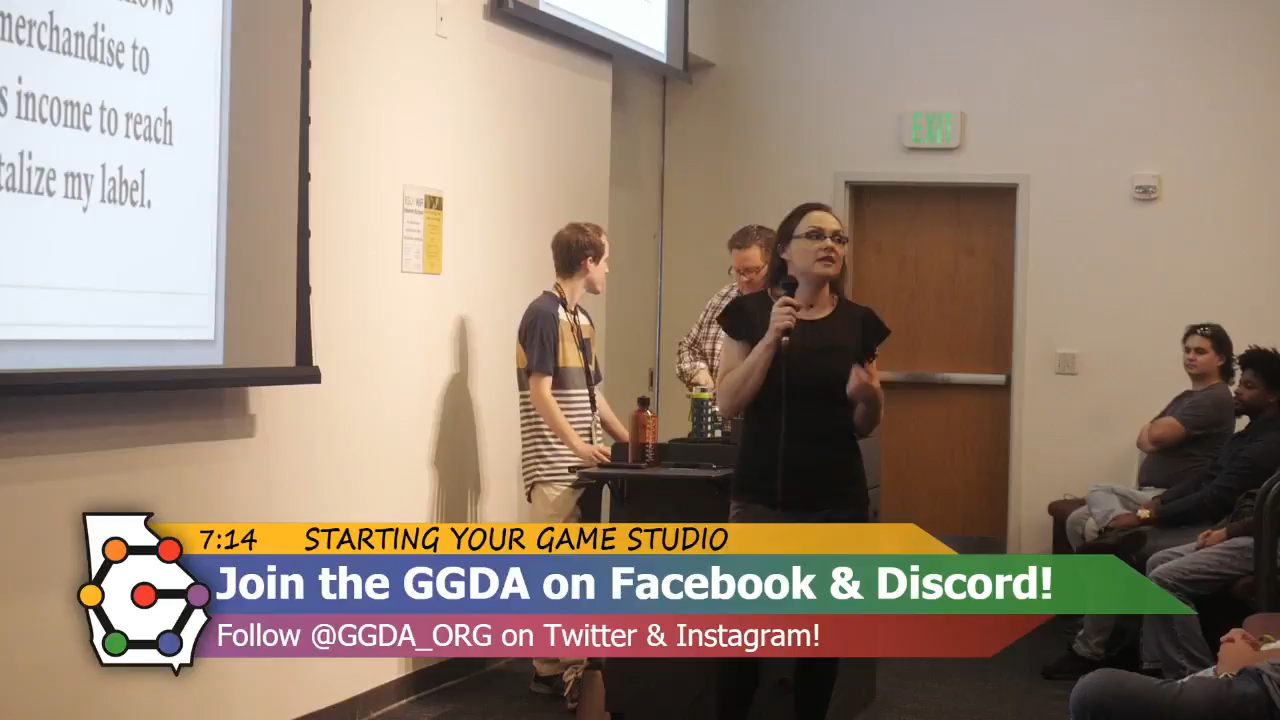 merchandise to
s income to reach
talize my label.
EXIT
7:14 STARTING YOUR GAME STUDIO
Join the GGDA on Facebook & Discord!
Follow @GGDA_ORG on Twitter & Instagram!